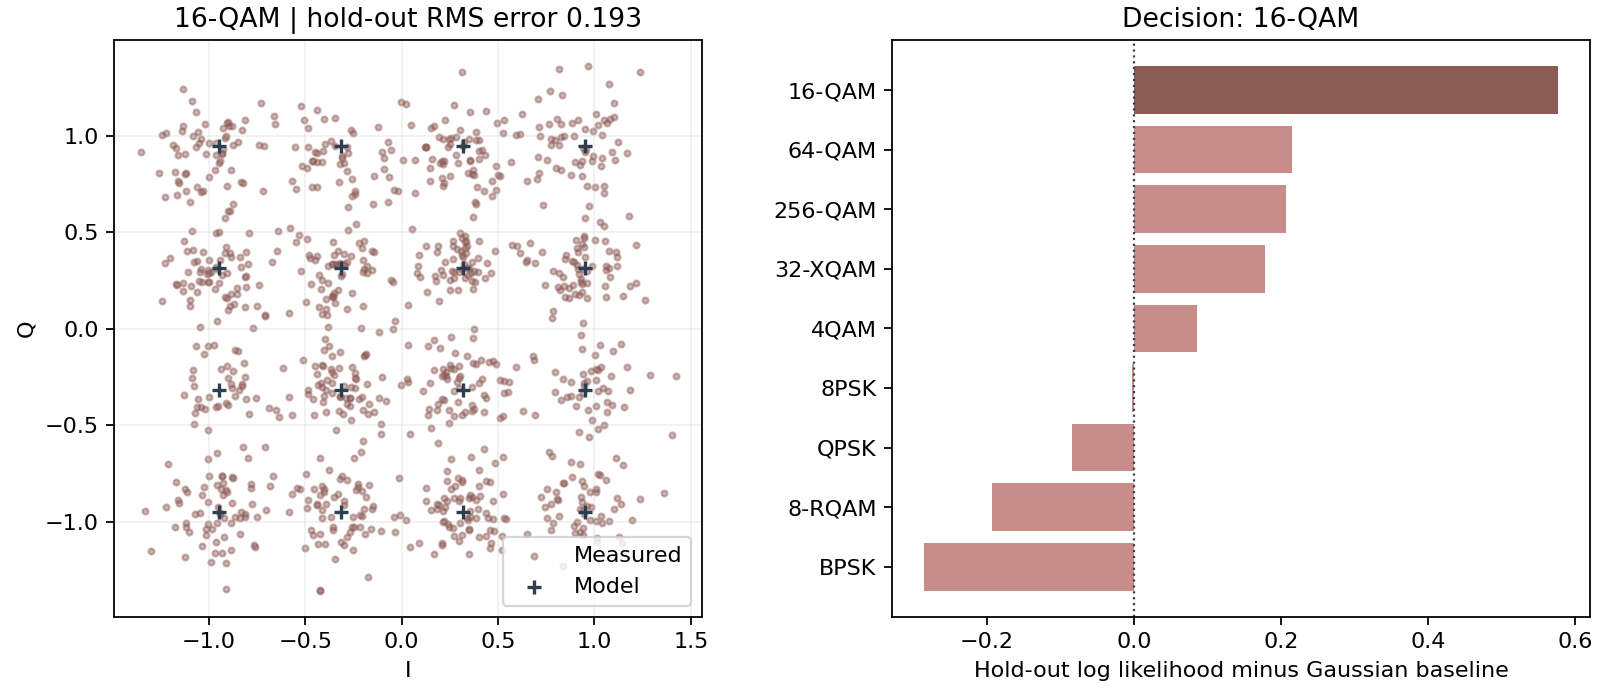 16-QAM | hold-out RMS error 0.193
1.0
0.5
0.0
−0.5
−1.0
Q
Measured
Model
−1.0
−0.5
0.0
0.5
1.0
1.5
I
Decision: 16-QAM
16-QAM
64-QAM
256-QAM
32-XQAM
4QAM
8PSK
QPSK
8-RQAM
BPSK
−0.2
0.0
0.2
0.4
0.6
Hold-out log likelihood minus Gaussian baseline